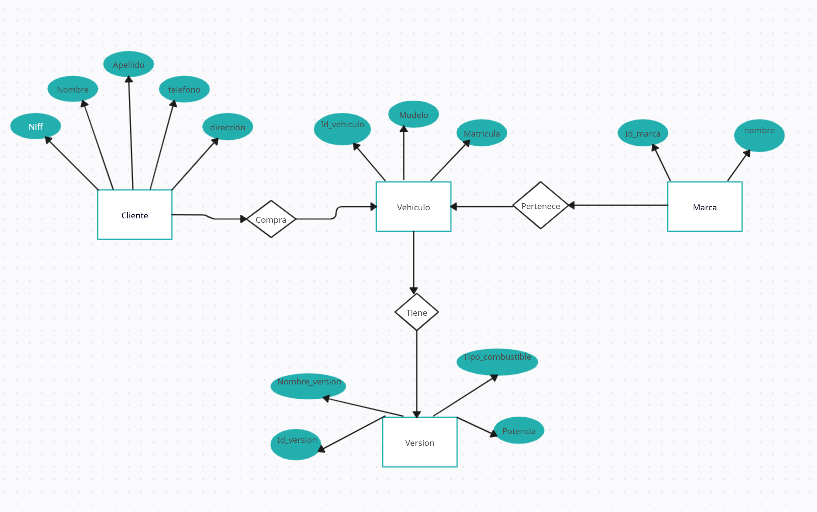 Apellido
Nombre
telefono
Niff
dirección
Cliente
Compra
Id_vehiculo
Modelo
Matricula
Vehiculo
Pertenece
Id_marca
nombre
Marca
Tiene
Nombre_version
Tipo_combustible
Id_version
Potencia
Version